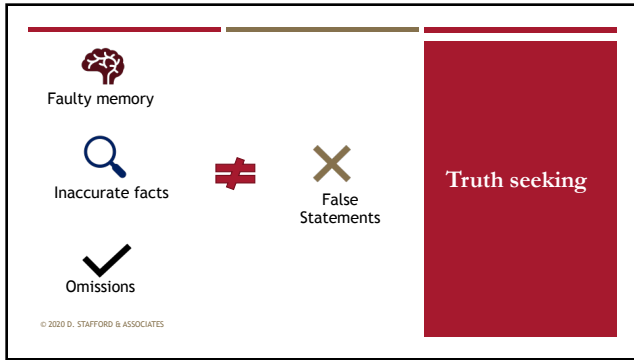 Faulty memory
Inaccurate facts
Omissions
≠
False
Statements
Truth seeking
© 2020 D. STAFFORD & ASSOCIATES